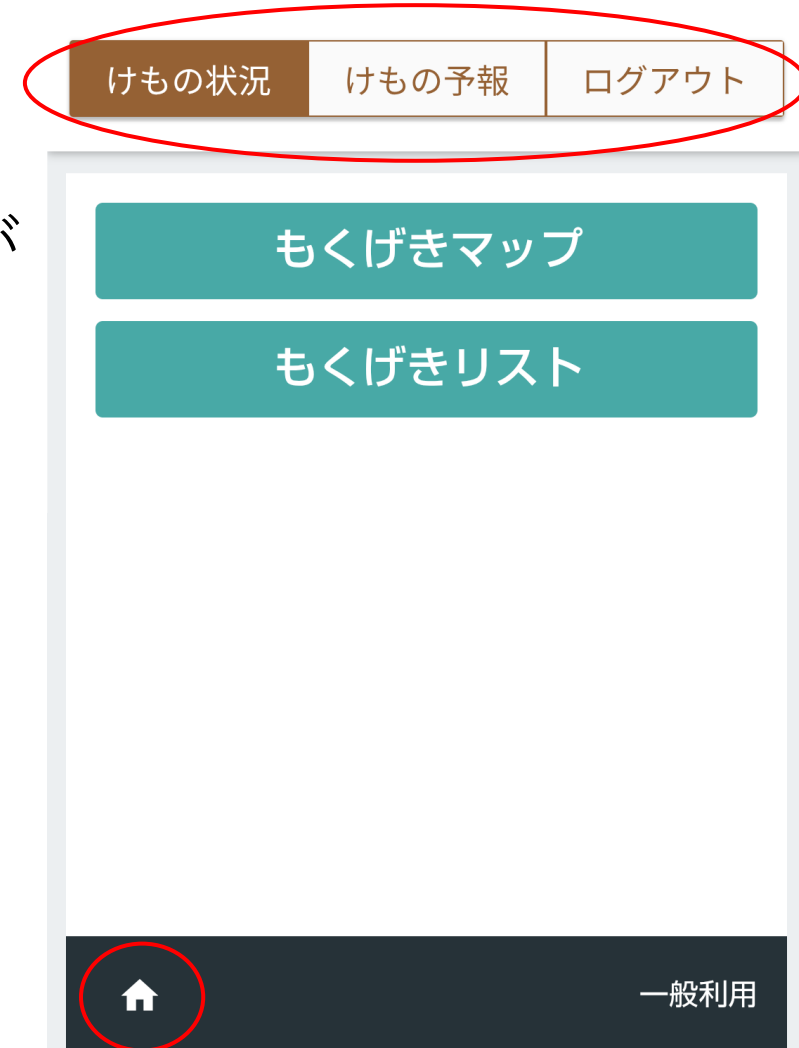 けもの状況 けもの予報 ログアウト
が
もくげきマップ
もくげきリスト
一般利用